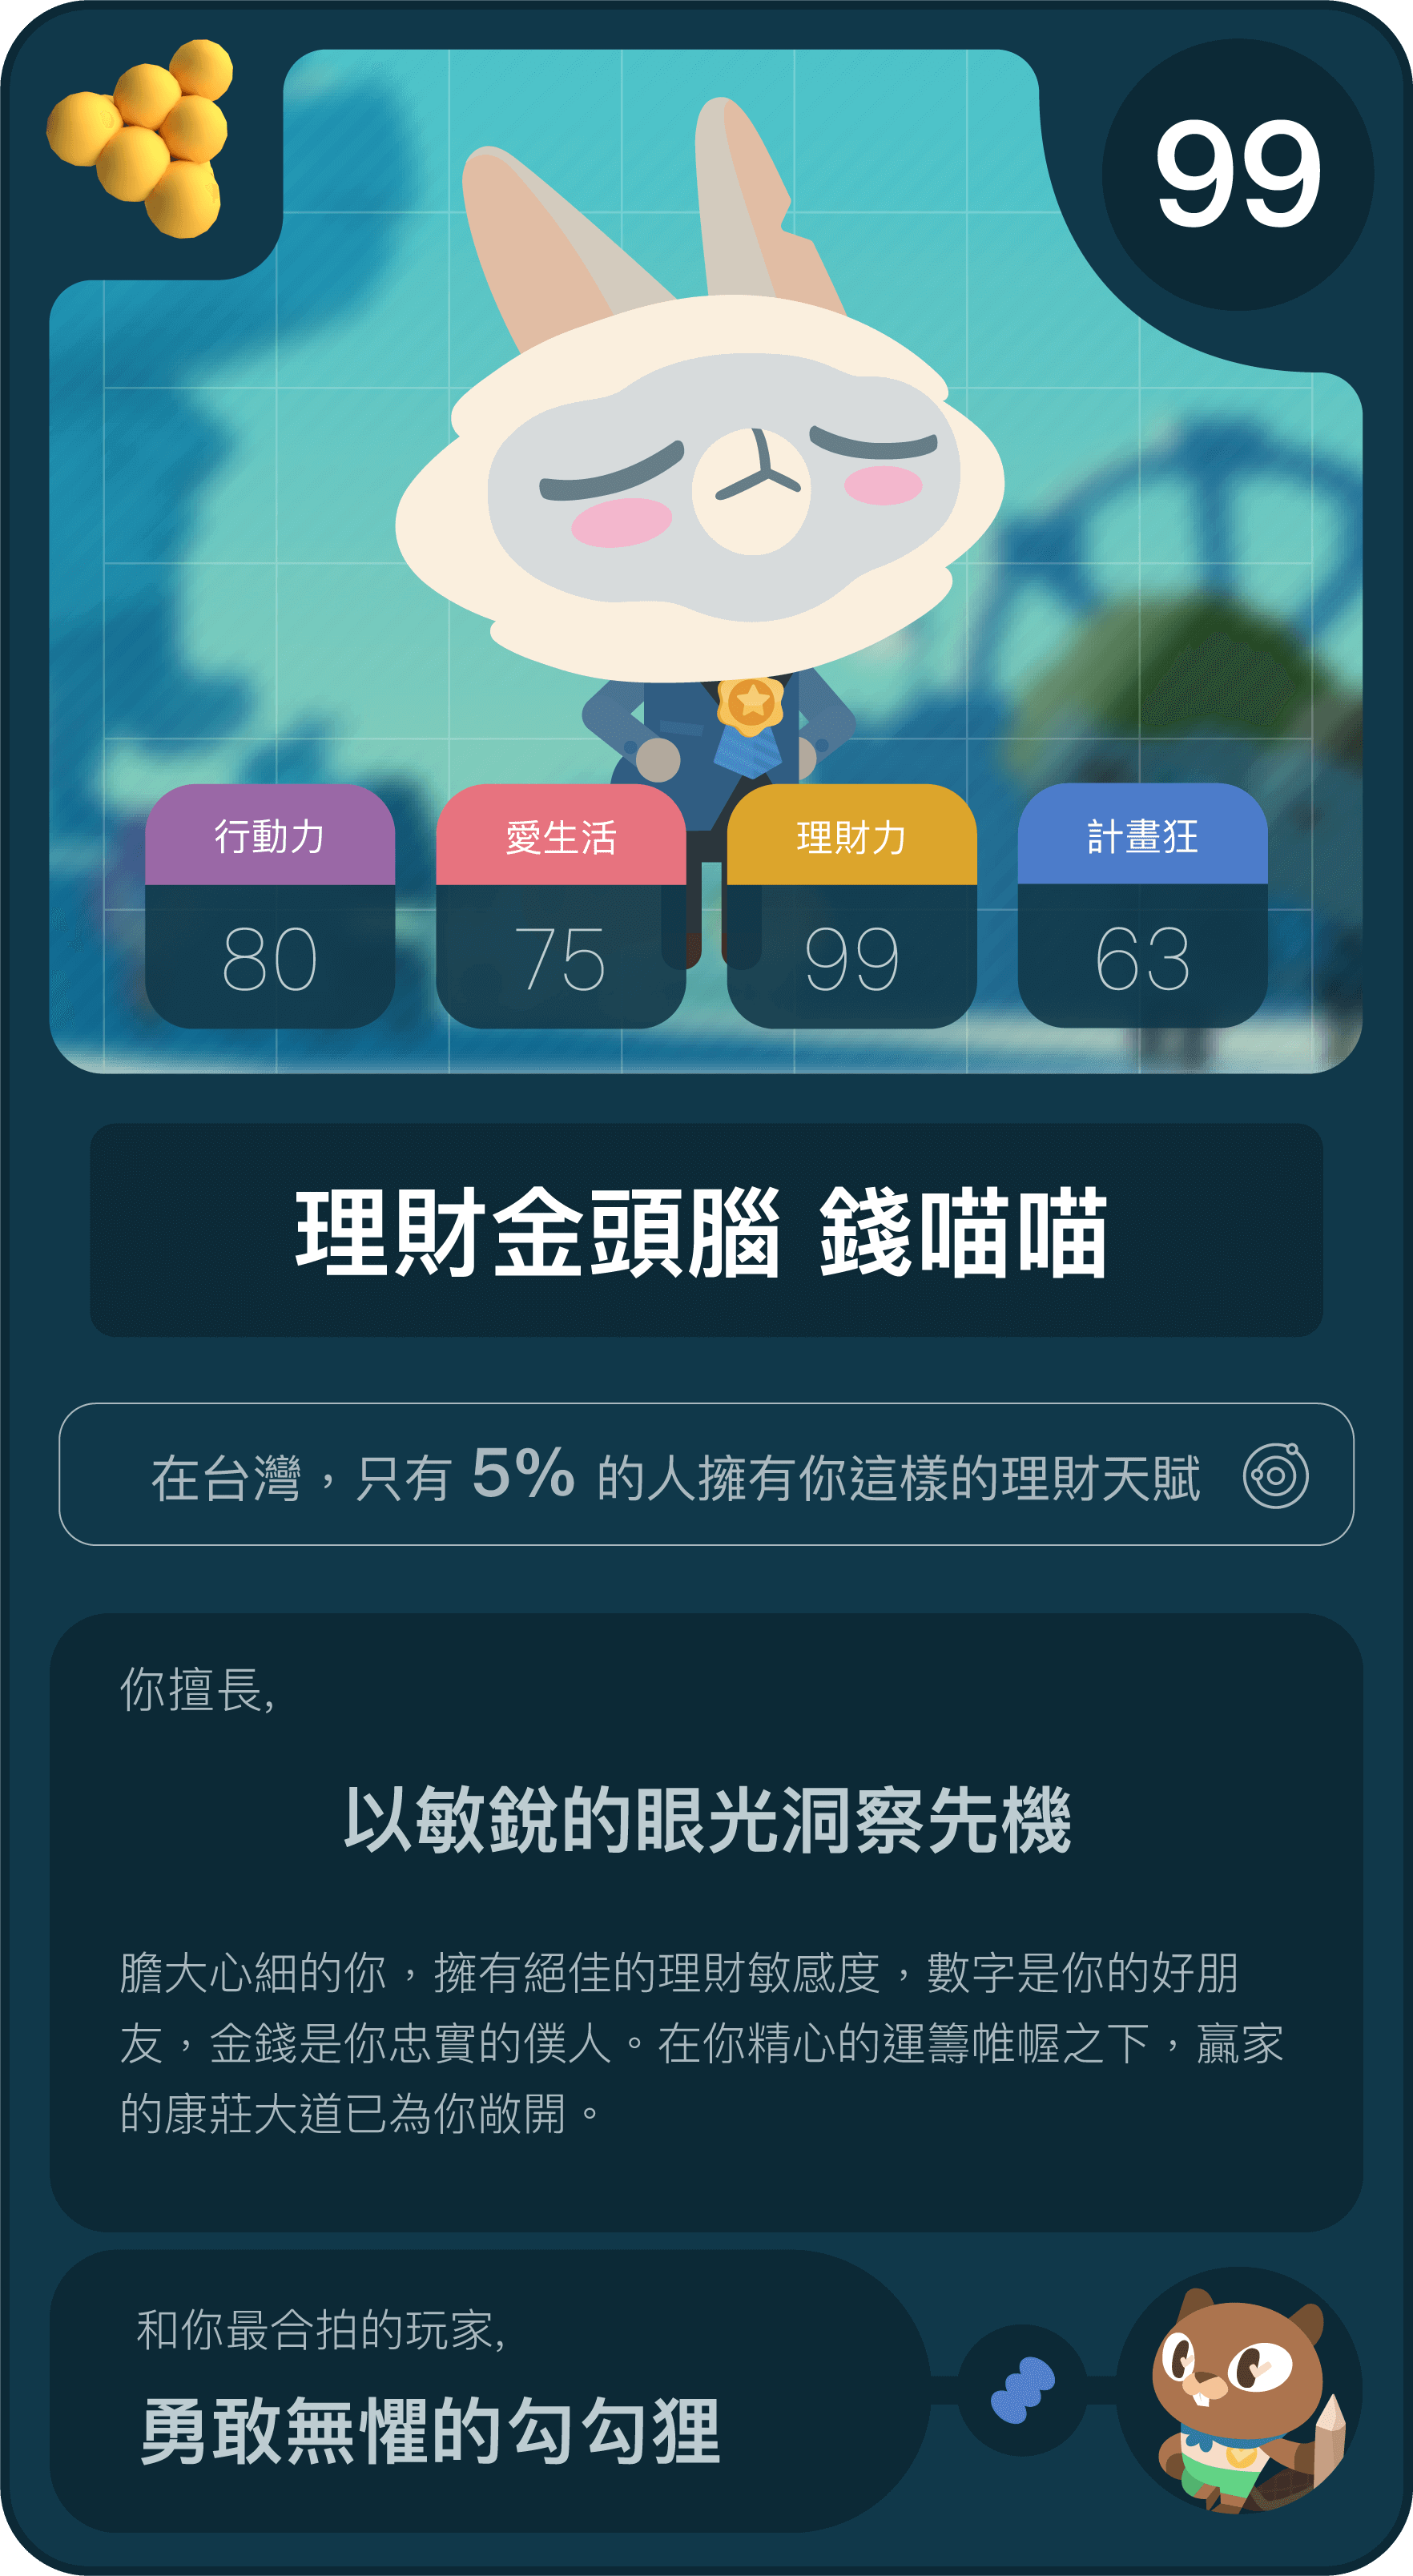 99
行動力
愛生活
理財力
計畫狂
80
75
99
63
理財金頭腦 錢喵喵
在台灣，只有 5% 的人擁有你這樣的理財天賦
你擅長,
以敏銳的眼光洞察先機
膽大心細的你，擁有絕佳的理財敏感度，數字是你的好朋
友，金錢是你忠實的僕人。在你精心的運籌帷幄之下，贏家
的康莊大道已為你敞開。
和你最合拍的玩家,
勇敢無懼的勾勾狸